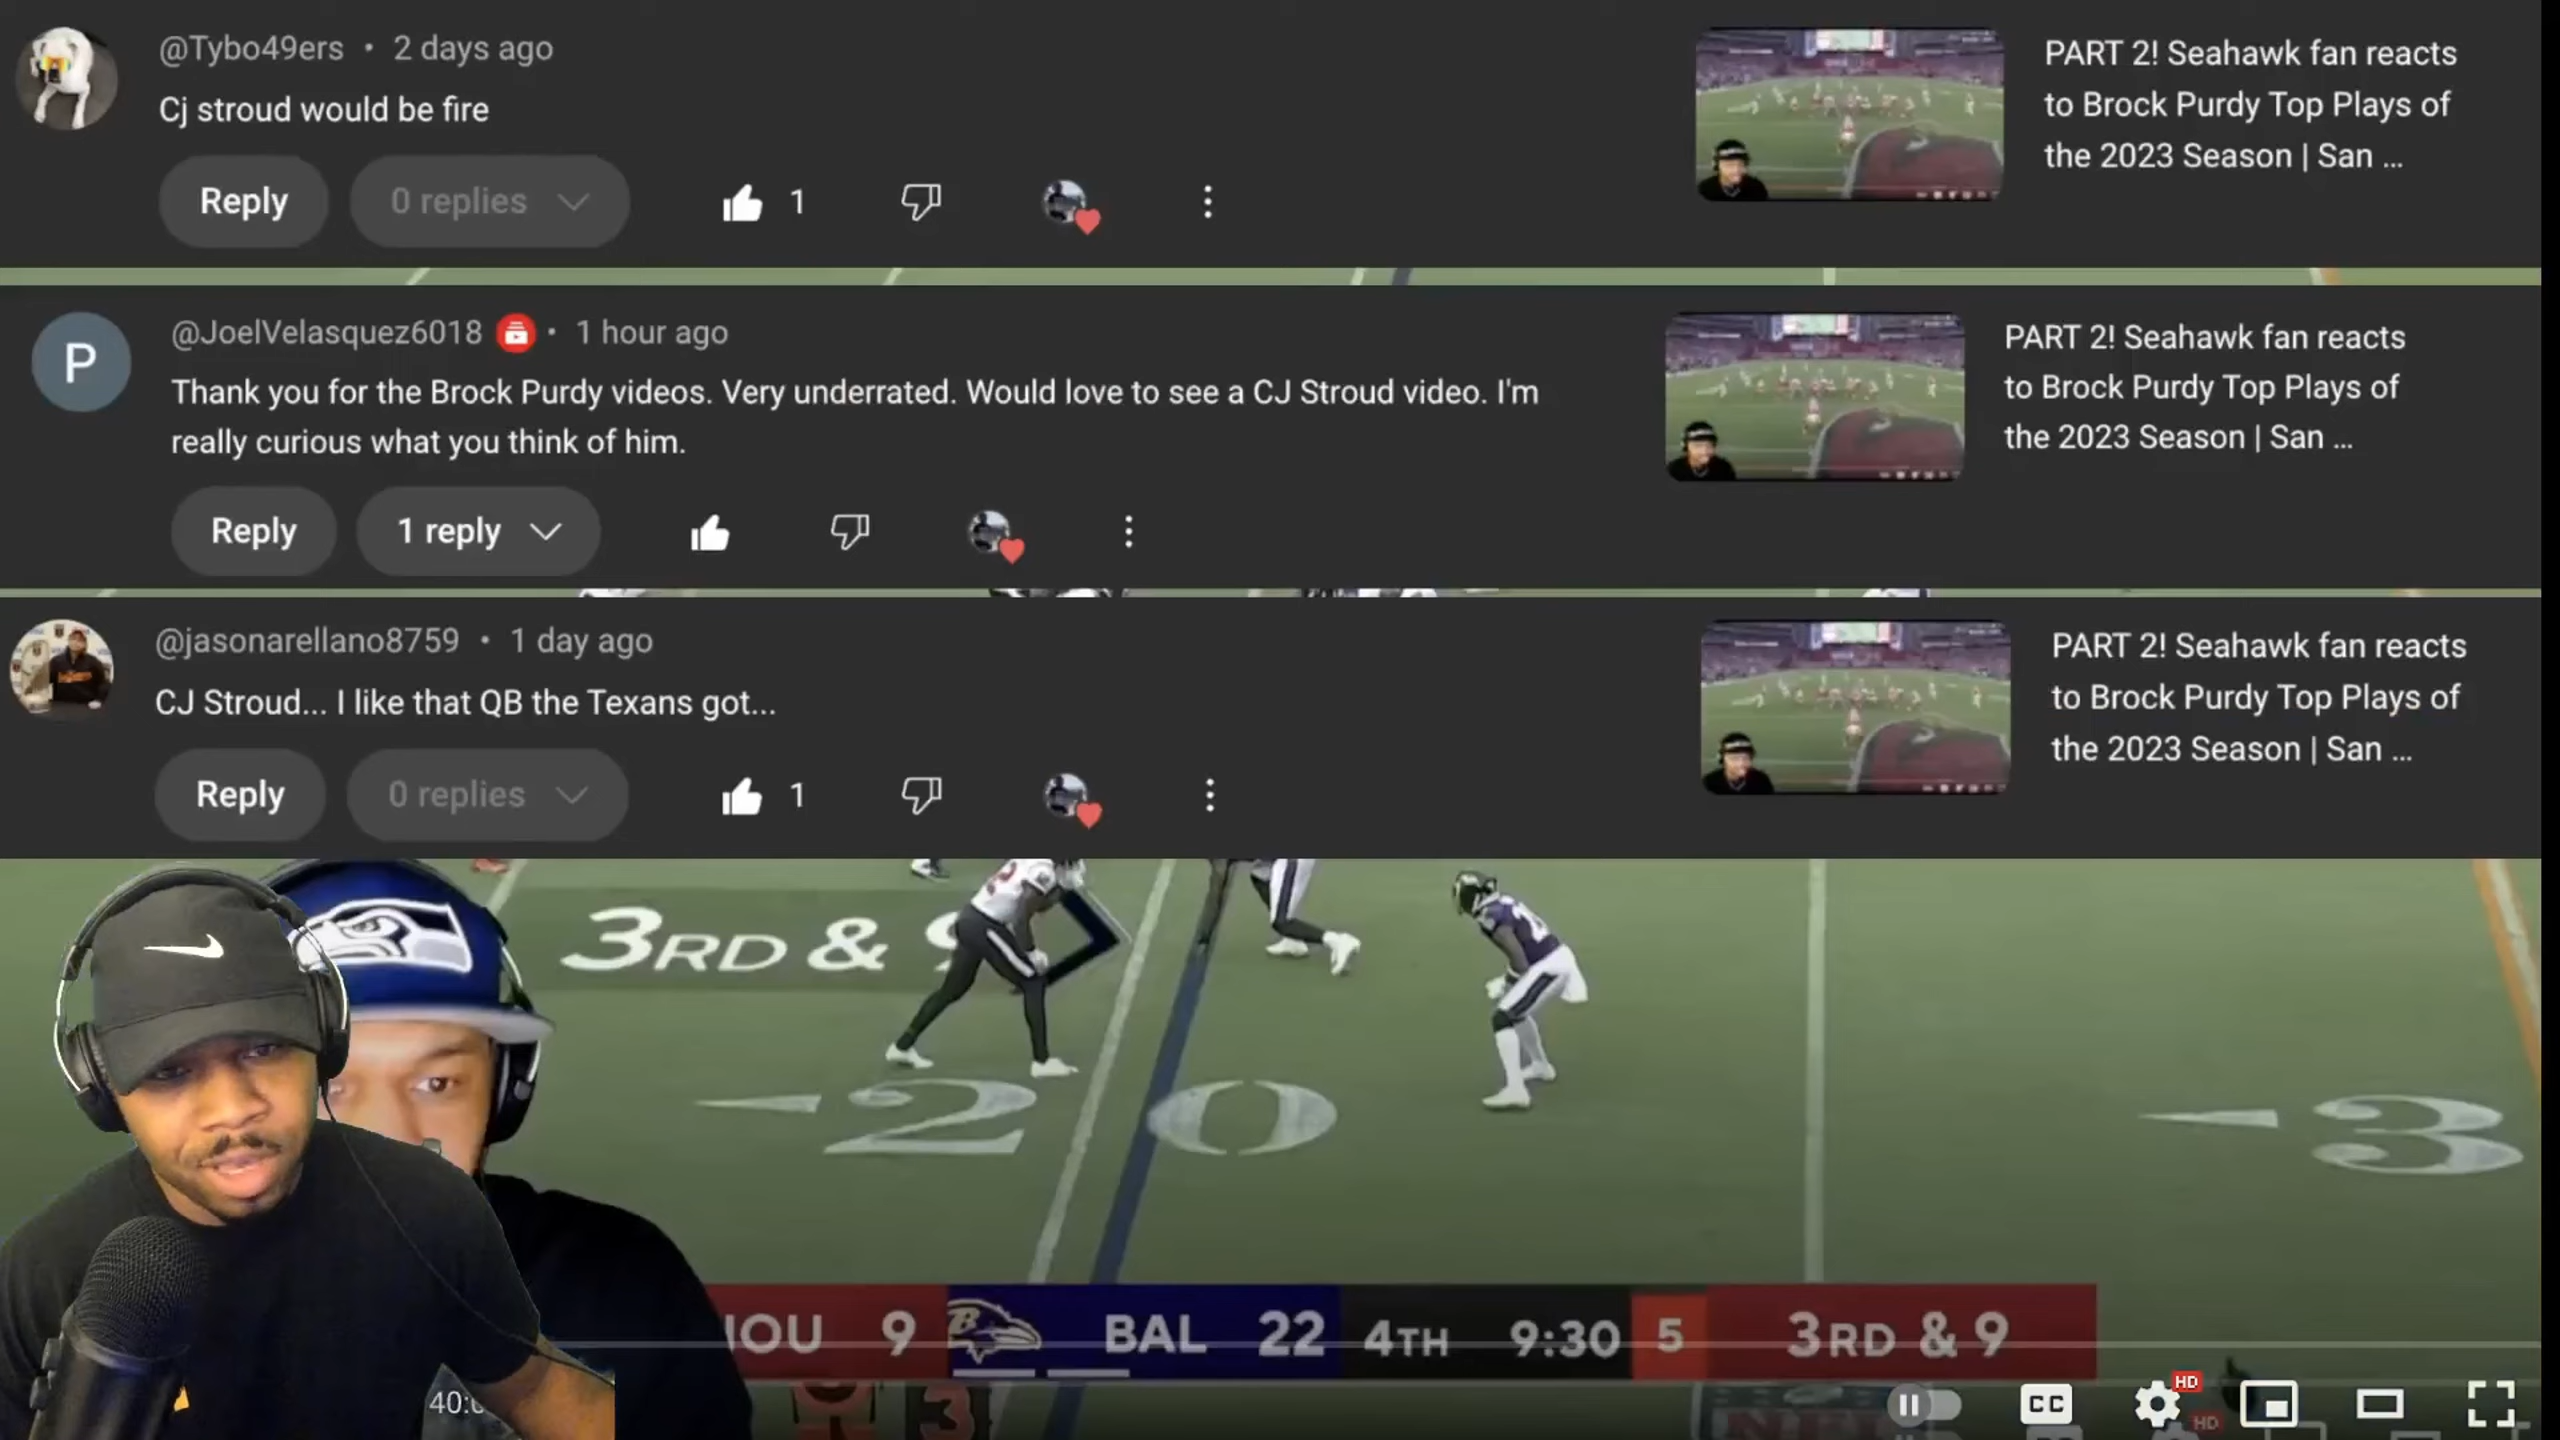 @Tybo49ers • 2 days ago
Cj stroud would be fire
Reply
0 replies
1
PART 2! Seahawk fan reacts
to Brock Purdy Top Plays of
the 2023 Season | San ...
@JoelVelasquez6018 • 1 hour ago
P
Thank you for the Brock Purdy videos. Very underrated. Would love to see a CJ Stroud video. I'm
really curious what you think of him.
Reply
1 reply
PART 2! Seahawk fan reacts
to Brock Purdy Top Plays of
the 2023 Season | San ...
@jasonarellano8759 • 1 day ago
CJ Stroud... I like that QB the Texans got...
Reply
0 replies
1
PART 2! Seahawk fan reacts
to Brock Purdy Top Plays of
the 2023 Season | San ...
3RD &
2 0
3
HOU 9 BAL 22 4TH 9:30 5 3RD & 9
CC
HD
HD